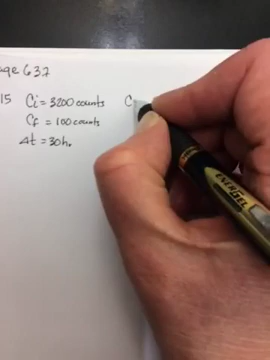 age 637
15 Ci = 3200 counts C
Cf = 100 counts
Δt = 30 hr
ENERGEL